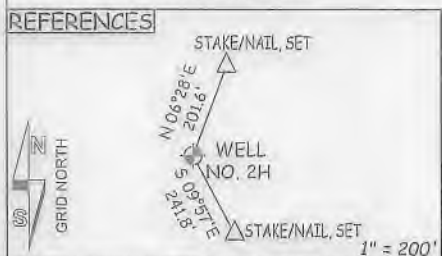 REFERENCES
STAKE/NAIL, SET
N 06°28'E
201.6'
WELL
NO. 2H
S 09°57'E
241.8'
STAKE/NAIL, SET
N
S
GRID NORTH
1" = 200'